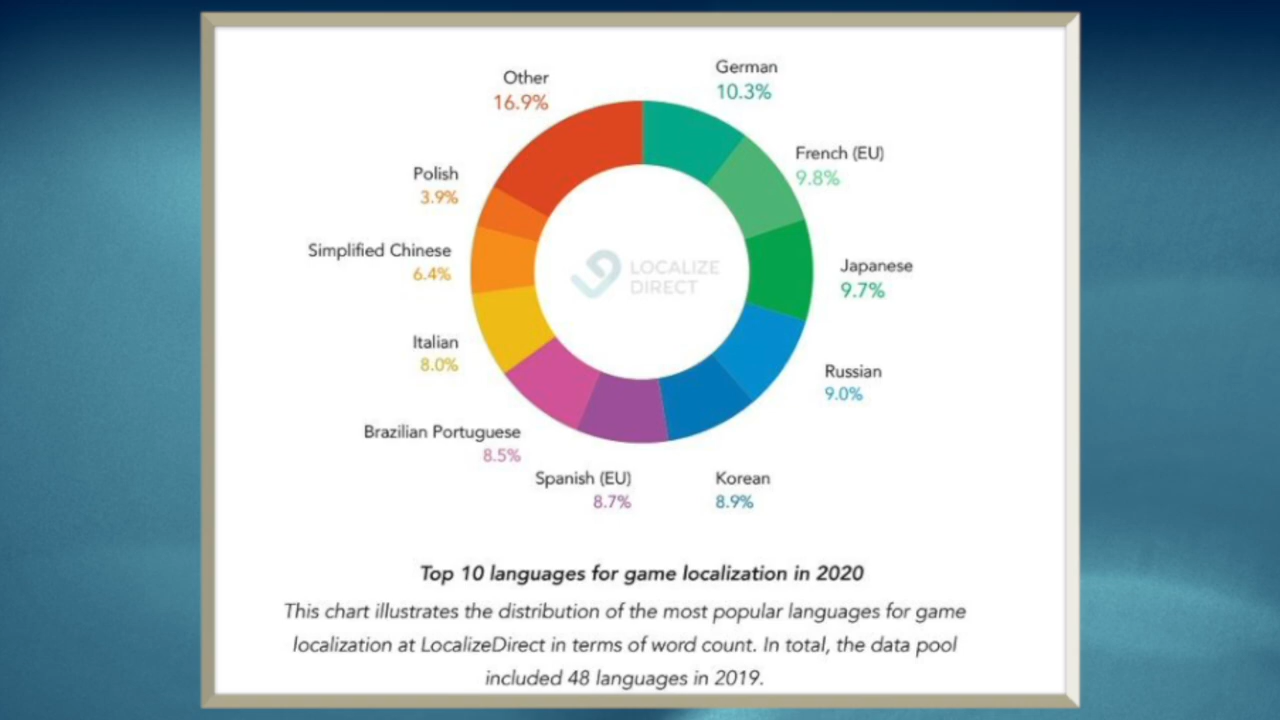 Other
16.9%
German
10.3%
French (EU)
9.8%
Polish
3.9%
Simplified Chinese
6.4%
Japanese
9.7%
LOCALIZE
DIRECT
Italian
8.0%
Russian
9.0%
Brazilian Portuguese
8.5%
Spanish (EU)
8.7%
Korean
8.9%
Top 10 languages for game localization in 2020
This chart illustrates the distribution of the most popular languages for game
localization at LocalizeDirect in terms of word count. In total, the data pool
included 48 languages in 2019.